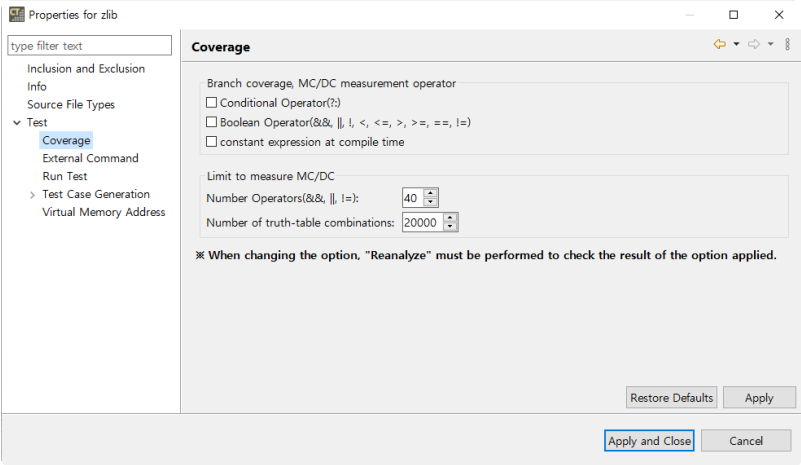 CT Properties for zlib
type filter text
Inclusion and Exclusion
Info
Source File Types
Test
Coverage
External Command
Run Test
Test Case Generation
Virtual Memory Address
Coverage
Branch coverage, MC/DC measurement operator
Conditional Operator(?:)
Boolean Operator(&&, ||, !, <, <=, >, >=, ==, !=)
constant expression at compile time
Limit to measure MC/DC
Number Operators(&&, ||, !=): 40
Number of truth-table combinations: 20000
※ When changing the option, "Reanalyze" must be performed to check the result of the option applied.
Restore Defaults Apply
Apply and Close Cancel